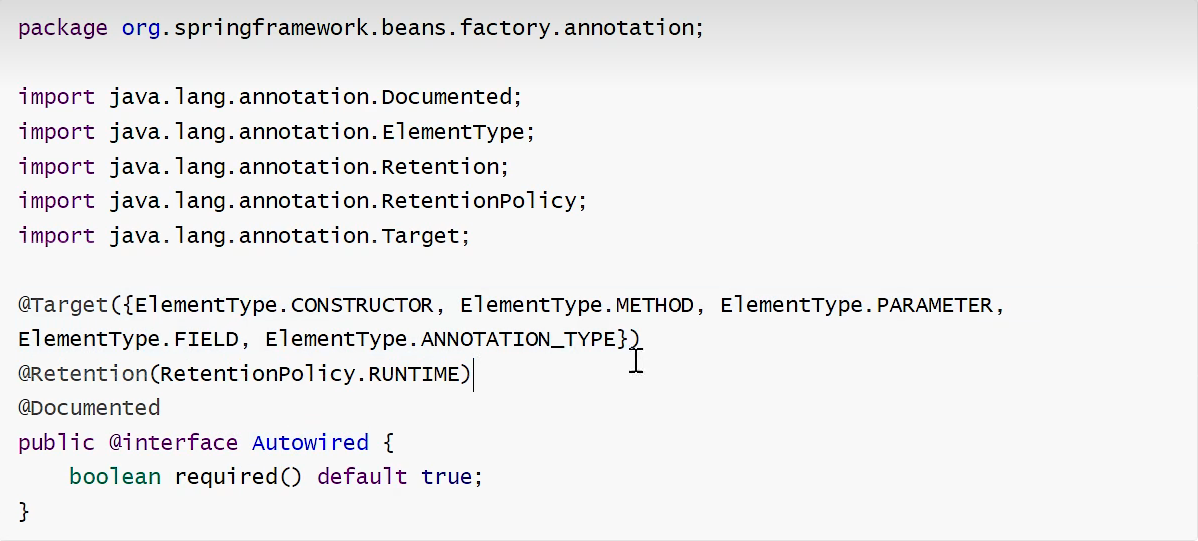 package org.springframework.beans.factory.annotation;
import java.lang.annotation.Documented;
import java.lang.annotation.ElementType;
import java.lang.annotation.Retention;
import java.lang.annotation.RetentionPolicy;
import java.lang.annotation.Target;
@Target({ElementType.CONSTRUCTOR, ElementType.METHOD, ElementType.PARAMETER,
ElementType.FIELD, ElementType.ANNOTATION_TYPE})
@Retention(RetentionPolicy.RUNTIME)
@Documented
public @interface Autowired {
    boolean required() default true;
}